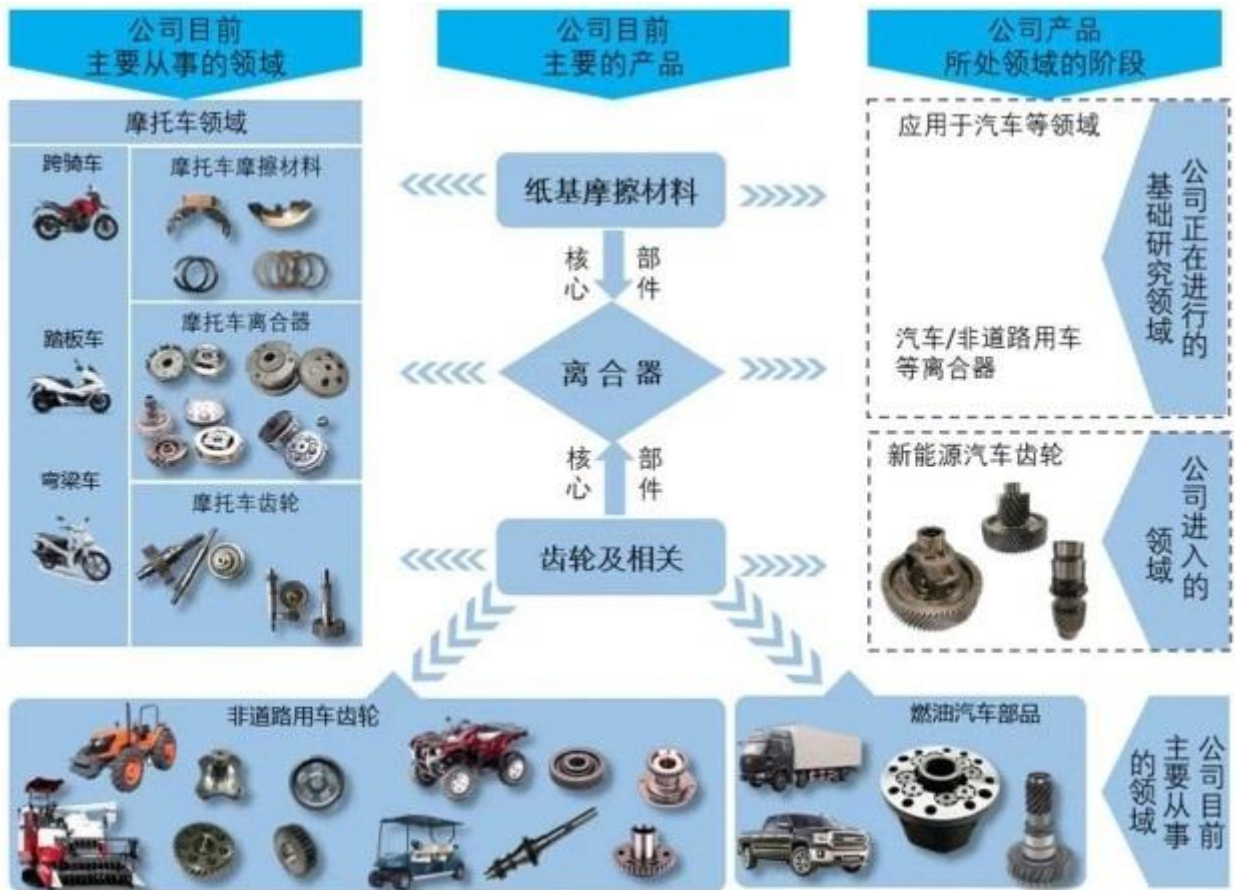 公司目前
主要从事的领域
公司目前
主要的产品
公司产品
所处领域的阶段
摩托车领域
跨骑车
踏板车
弯梁车
摩托车摩擦材料
摩托车离合器
摩托车齿轮
纸基摩擦材料
核心
部件
离合器
核心
部件
齿轮及相关
应用于汽车等领域
汽车/非道路用车
等离合器
公司正在进行的
基础研究领域
新能源汽车齿轮
公司进入的
领域
非道路用车齿轮
燃油汽车部品
公司目前
主要从事
的领域